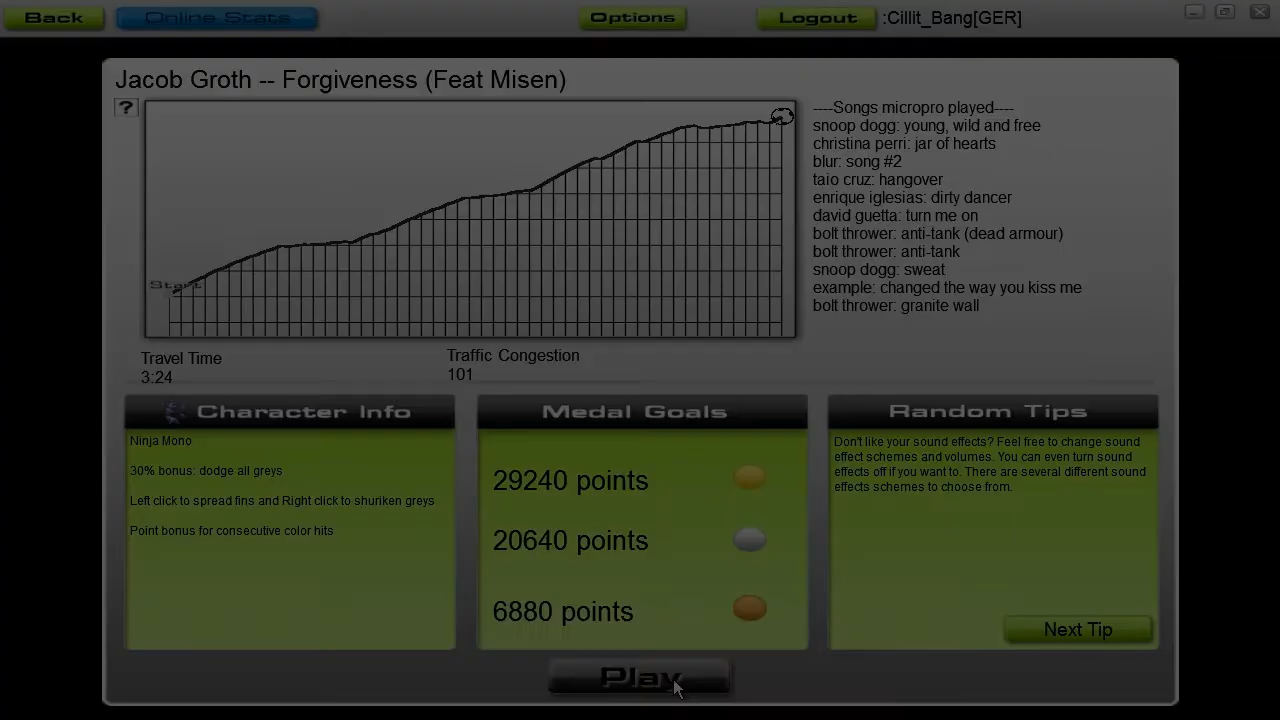 Back
Online Stats
Options
Logout
:Cillit_Bang[GER]
Jacob Groth -- Forgiveness (Feat Misen)
?
Start
----Songs micropro played----
snoop dogg: young, wild and free
christina perri: jar of hearts
blur: song #2
taio cruz: hangover
enrique iglesias: dirty dancer
david guetta: turn me on
bolt thrower: anti-tank (dead armour)
bolt thrower: anti-tank
snoop dogg: sweat
example: changed the way you kiss me
bolt thrower: granite wall
Travel Time
3:24
Traffic Congestion
101
Character Info
Ninja Mono
30% bonus: dodge all greys
Left click to spread fins and Right click to shuriken greys
Point bonus for consecutive color hits
Medal Goals
29240 points
20640 points
6880 points
Random Tips
Don't like your sound effects? Feel free to change sound
effect schemes and volumes. You can even turn sound
effects off if you want to. There are several different sound
effects schemes to choose from.
Next Tip
Play